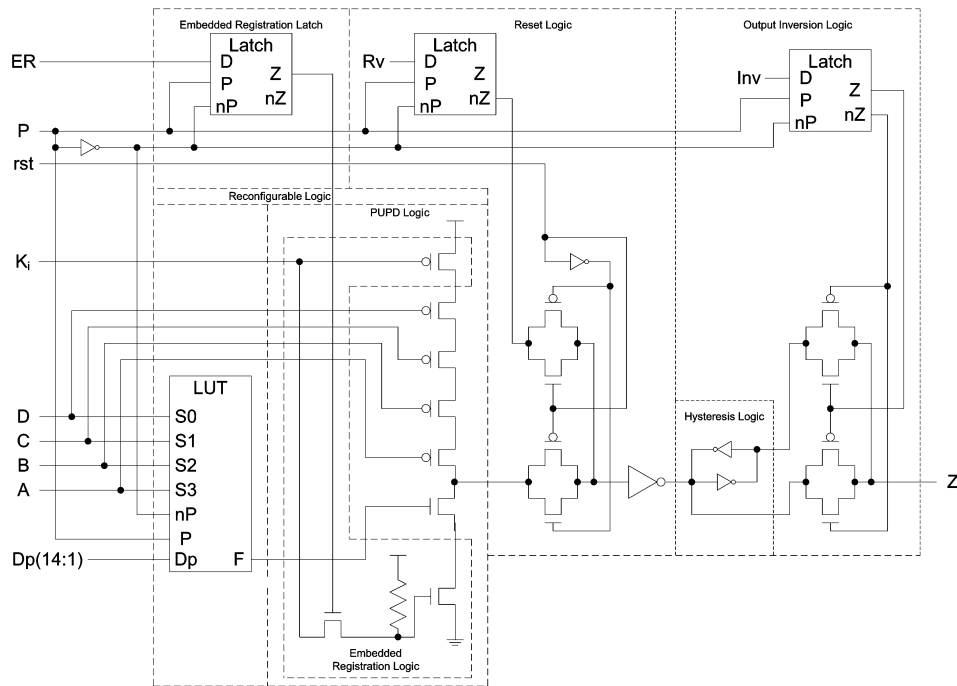 Embedded Registration Latch
Reset Logic
Output Inversion Logic
ER
Latch
D
P
nP
Z
nZ
Rv
Latch
D
P
nP
Z
nZ
Inv
Latch
D
P
nP
Z
nZ
P
rst
Reconfigurable Logic
PUPD Logic
Ki
LUT
D
S0
C
S1
B
S2
A
S3
nP
P
Dp(14:1)
Dp
F
Hysteresis Logic
Z
Embedded
Registration Logic